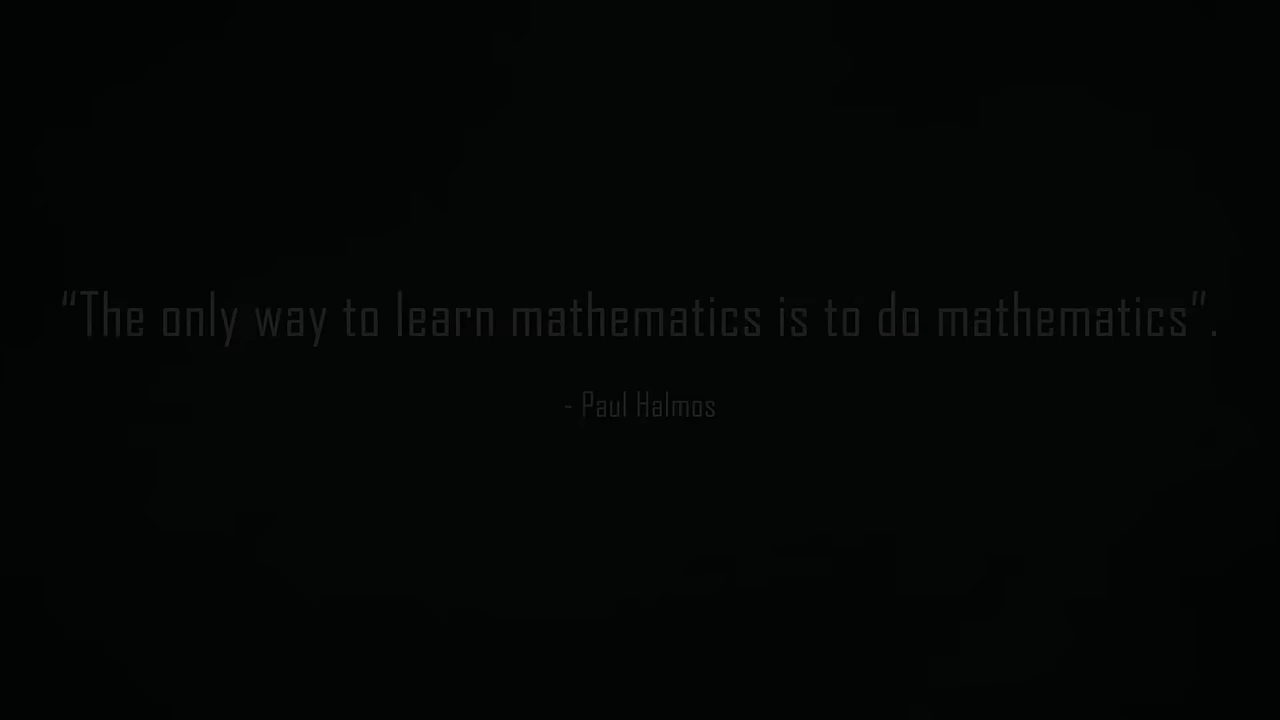 “The only way to learn mathematics is to do mathematics”.
- Paul Halmos